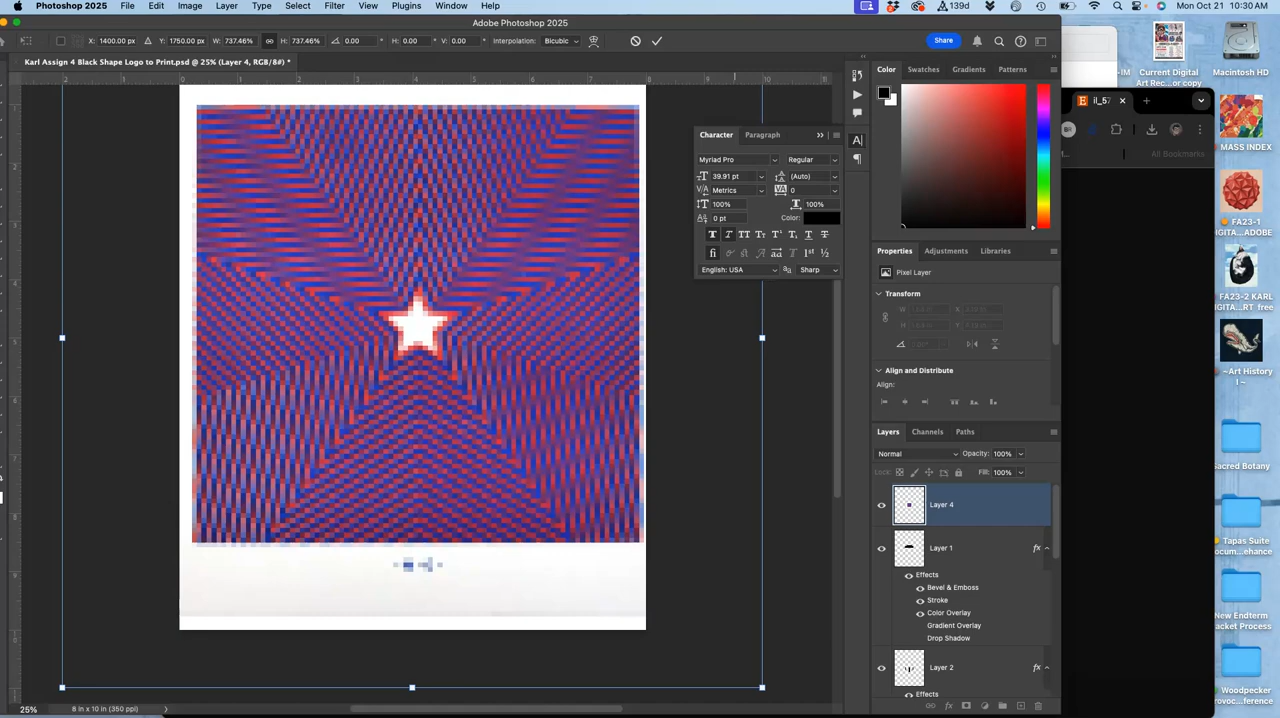 Photoshop 2025 File Edit Image Layer Type Select Filter View Plugins Window Help 139d Mon Oct 21 10:30 AM
Adobe Photoshop 2025
X: 1400.00 px Y: 1750.00 px W: 737.46% H: 737.46% 0.00 H: 0.00 V: 0.00 Interpolation: Bicubic Share
Karl Assign 4 Black Shape Logo to Print.psd @ 25% (Layer 4, RGB/8#) *
Color Swatches Gradients Patterns
Character Paragraph
Myriad Pro Regular
39.91 pt (Auto)
Metrics 0
100% 100%
0 pt Color:
English: USA Sharp
1st ½
Properties Adjustments Libraries
Pixel Layer
Transform
W H X Y
Align and Distribute
Align:
Layers Channels Paths
Normal Opacity: 100%
Lock: Fill: 100%
Layer 4
Layer 1 fx
Effects
Bevel & Emboss
Stroke
Color Overlay
Gradient Overlay
Drop Shadow
Layer 2 fx
Effects
25% 8 in x 10 in (350 ppi)
il_57
All Bookmarks
-IM
Current Digital
Art Rec...r copy
Macintosh HD
MASS INDEX
FA23-1
IGITA...ADOBE
FA23-2 KARL
IGITA...RT free
~Art History
! ~
Sacred Botany
Tapas Suite
ocum...ehance
New Endterm
acket Process
Woodpecker
rovoc...ference